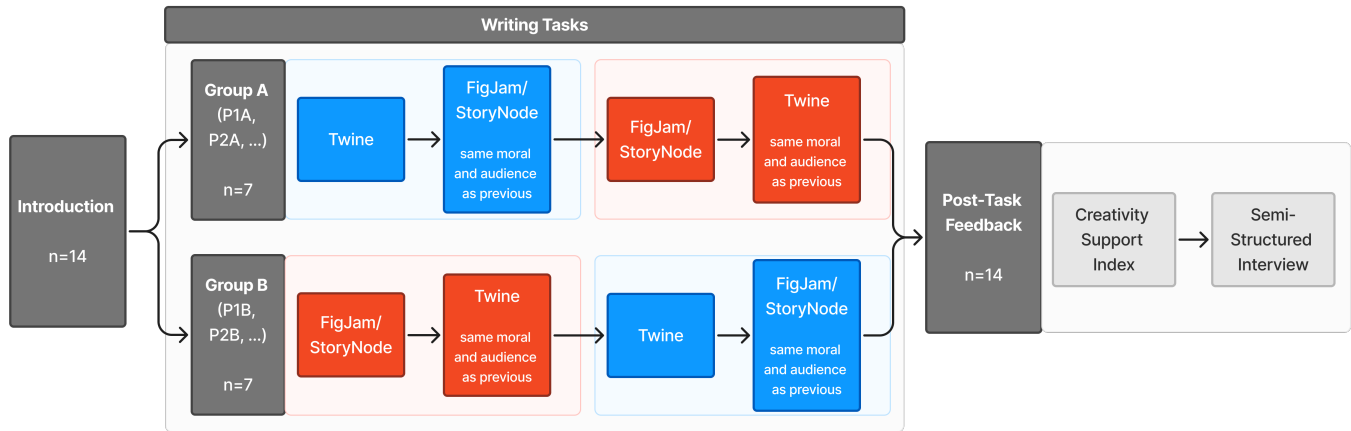 Writing Tasks
Introduction
n=14
Group A
(P1A,
P2A, ...)
n=7
Twine
FigJam/
StoryNode
same moral
and audience
as previous
FigJam/
StoryNode
Twine
same moral
and audience
as previous
Group B
(P1B,
P2B, ...)
n=7
FigJam/
StoryNode
Twine
same moral
and audience
as previous
Twine
FigJam/
StoryNode
same moral
and audience
as previous
Post-Task
Feedback
n=14
Creativity
Support
Index
Semi-
Structured
Interview